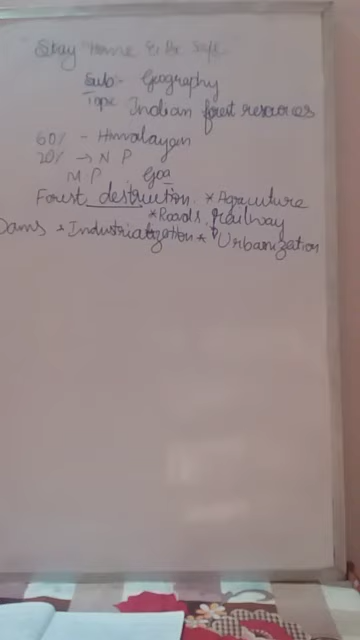 Stay Home & Be Safe.
Sub:- Geography
Topic Indian forest resources
60% - Himalayan
20% → N P
M P Goa
Forest destruction. * Agriculture
* Roads. Railway
Dams * Industrialization * Urbanization